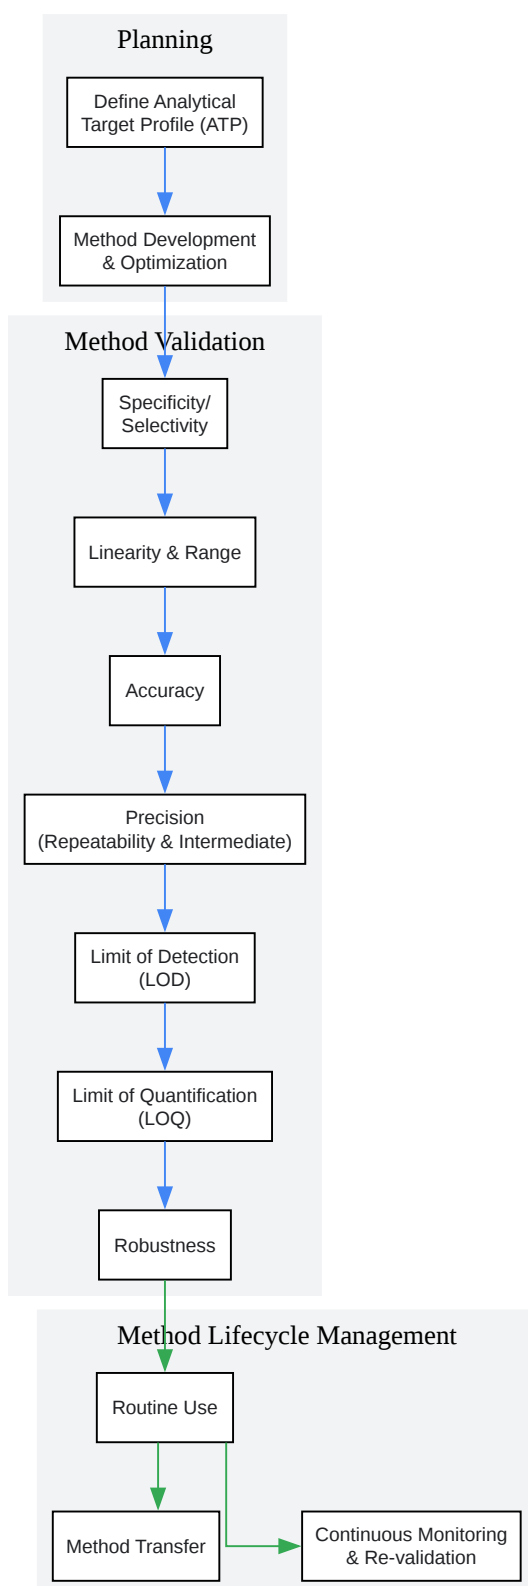 Planning
Define Analytical
Target Profile (ATP)
Method Development
& Optimization
Method Validation
Specificity/
Selectivity
Linearity & Range
Accuracy
Precision
(Repeatability & Intermediate)
Limit of Detection
(LOD)
Limit of Quantification
(LOQ)
Robustness
Method Lifecycle Management
Routine Use
Method Transfer
Continuous Monitoring
& Re-validation